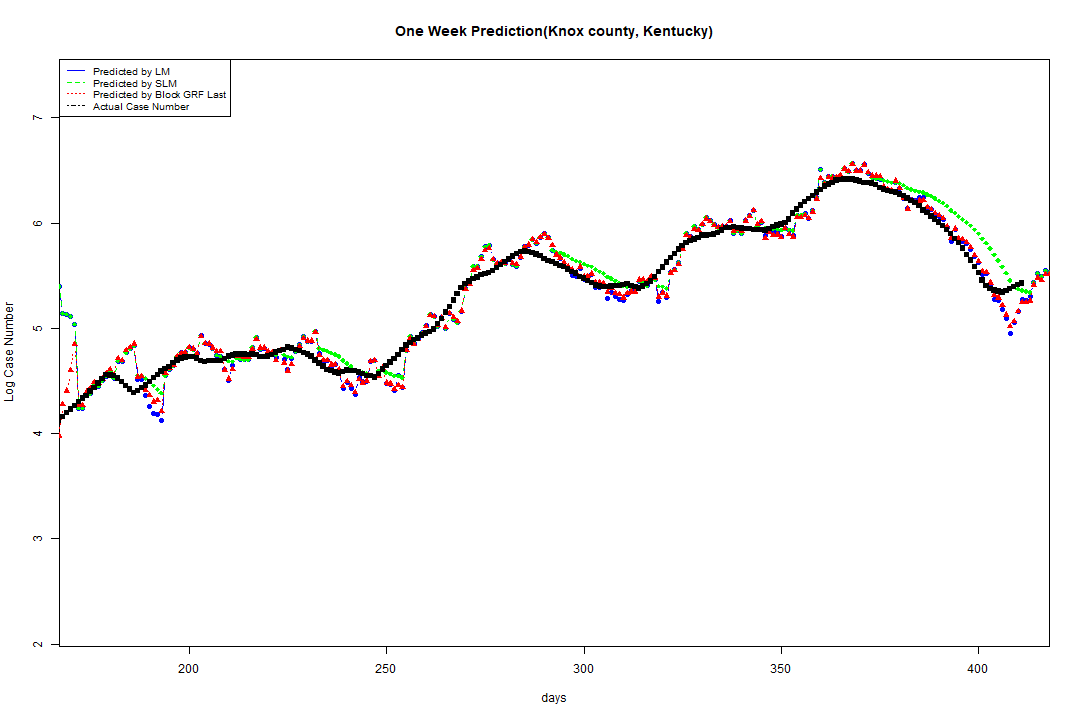 One Week Prediction(Knox county, Kentucky)
Predicted by LM
Predicted by SLM
Predicted by Block GRF Last
Actual Case Number
7
6
5
4
3
2
Log Case Number
200 250 300 350 400
days